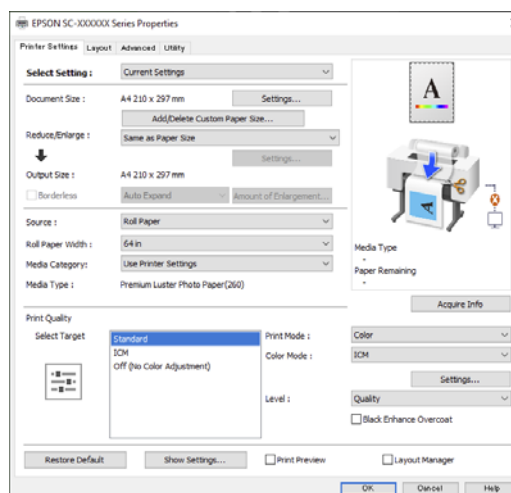 EPSON SC-XXXXXX Series Properties
Printer Settings Layout Advanced Utility
Select Setting : Current Settings
Document Size : A4 210 x 297 mm Settings...
Add/Delete Custom Paper Size...
Reduce/Enlarge : Same as Paper Size
Settings...
Output Size : A4 210 x 297 mm
Borderless Auto Expand Amount of Enlargement...
Source : Roll Paper
Roll Paper Width : 64 in
Media Category: Use Printer Settings
Media Type : Premium Luster Photo Paper(260)
A
A
Media Type
-
Paper Remaining
-
Acquire Info
Print Quality
Select Target
Standard
ICM
Off (No Color Adjustment)
Print Mode : Color
Color Mode : ICM
Settings...
Level : Quality
Black Enhance Overcoat
Restore Default Show Settings... Print Preview Layout Manager
OK Cancel Help